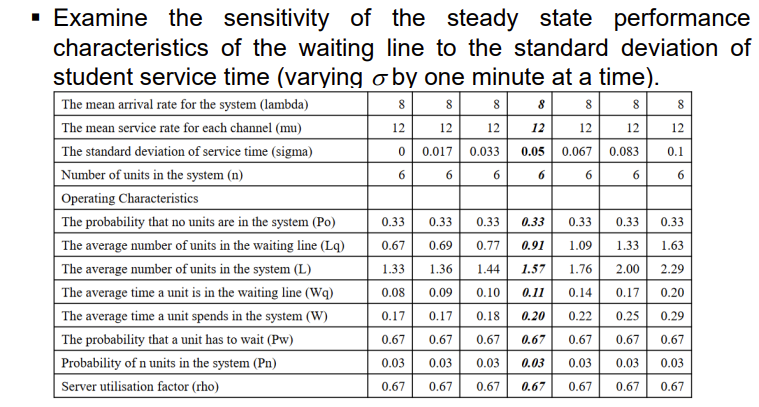 ▪ Examine the sensitivity of the steady state performance
characteristics of the waiting line to the standard deviation of
student service time (varying σ by one minute at a time).
The mean arrival rate for the system (lambda) 8 8 8 8 8 8 8
The mean service rate for each channel (mu) 12 12 12 12 12 12 12
The standard deviation of service time (sigma) 0 0.017 0.033 0.05 0.067 0.083 0.1
Number of units in the system (n) 6 6 6 6 6 6 6
Operating Characteristics
The probability that no units are in the system (Po) 0.33 0.33 0.33 0.33 0.33 0.33 0.33
The average number of units in the waiting line (Lq) 0.67 0.69 0.77 0.91 1.09 1.33 1.63
The average number of units in the system (L) 1.33 1.36 1.44 1.57 1.76 2.00 2.29
The average time a unit is in the waiting line (Wq) 0.08 0.09 0.10 0.11 0.14 0.17 0.20
The average time a unit spends in the system (W) 0.17 0.17 0.18 0.20 0.22 0.25 0.29
The probability that a unit has to wait (Pw) 0.67 0.67 0.67 0.67 0.67 0.67 0.67
Probability of n units in the system (Pn) 0.03 0.03 0.03 0.03 0.03 0.03 0.03
Server utilisation factor (rho) 0.67 0.67 0.67 0.67 0.67 0.67 0.67